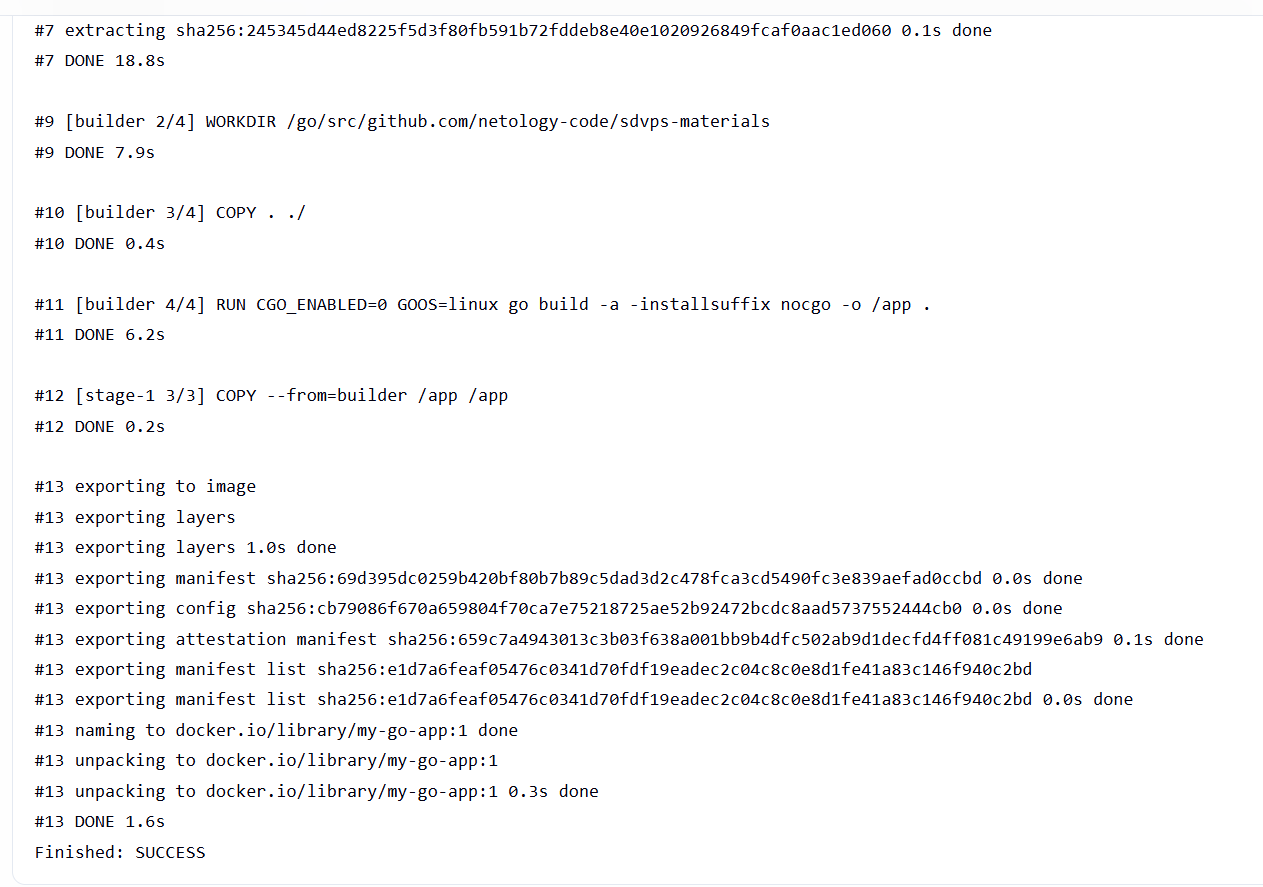 #7 extracting sha256:245345d44ed8225f5d3f80fb591b72fddeb8e40e1020926849fcaf0aac1ed060 0.1s done
#7 DONE 18.8s
#9 [builder 2/4] WORKDIR /go/src/github.com/netology-code/sdvps-materials
#9 DONE 7.9s
#10 [builder 3/4] COPY . ./
#10 DONE 0.4s
#11 [builder 4/4] RUN CGO_ENABLED=0 GOOS=linux go build -a -installsuffix nocgo -o /app .
#11 DONE 6.2s
#12 [stage-1 3/3] COPY --from=builder /app /app
#12 DONE 0.2s
#13 exporting to image
#13 exporting layers
#13 exporting layers 1.0s done
#13 exporting manifest sha256:69d395dc0259b420bf80b7b89c5dad3d2c478fca3cd5490fc3e839aefad0ccbd 0.0s done
#13 exporting config sha256:cb79086f670a659804f70ca7e75218725ae52b92472bcdc8aad5737552444cb0 0.0s done
#13 exporting attestation manifest sha256:659c7a4943013c3b03f638a001bb9b4dfc502ab9d1decfd4ff081c49199e6ab9 0.1s done
#13 exporting manifest list sha256:e1d7a6feaf05476c0341d70fdf19eadec2c04c8c0e8d1fe41a83c146f940c2bd
#13 exporting manifest list sha256:e1d7a6feaf05476c0341d70fdf19eadec2c04c8c0e8d1fe41a83c146f940c2bd 0.0s done
#13 naming to docker.io/library/my-go-app:1 done
#13 unpacking to docker.io/library/my-go-app:1
#13 unpacking to docker.io/library/my-go-app:1 0.3s done
#13 DONE 1.6s
Finished: SUCCESS